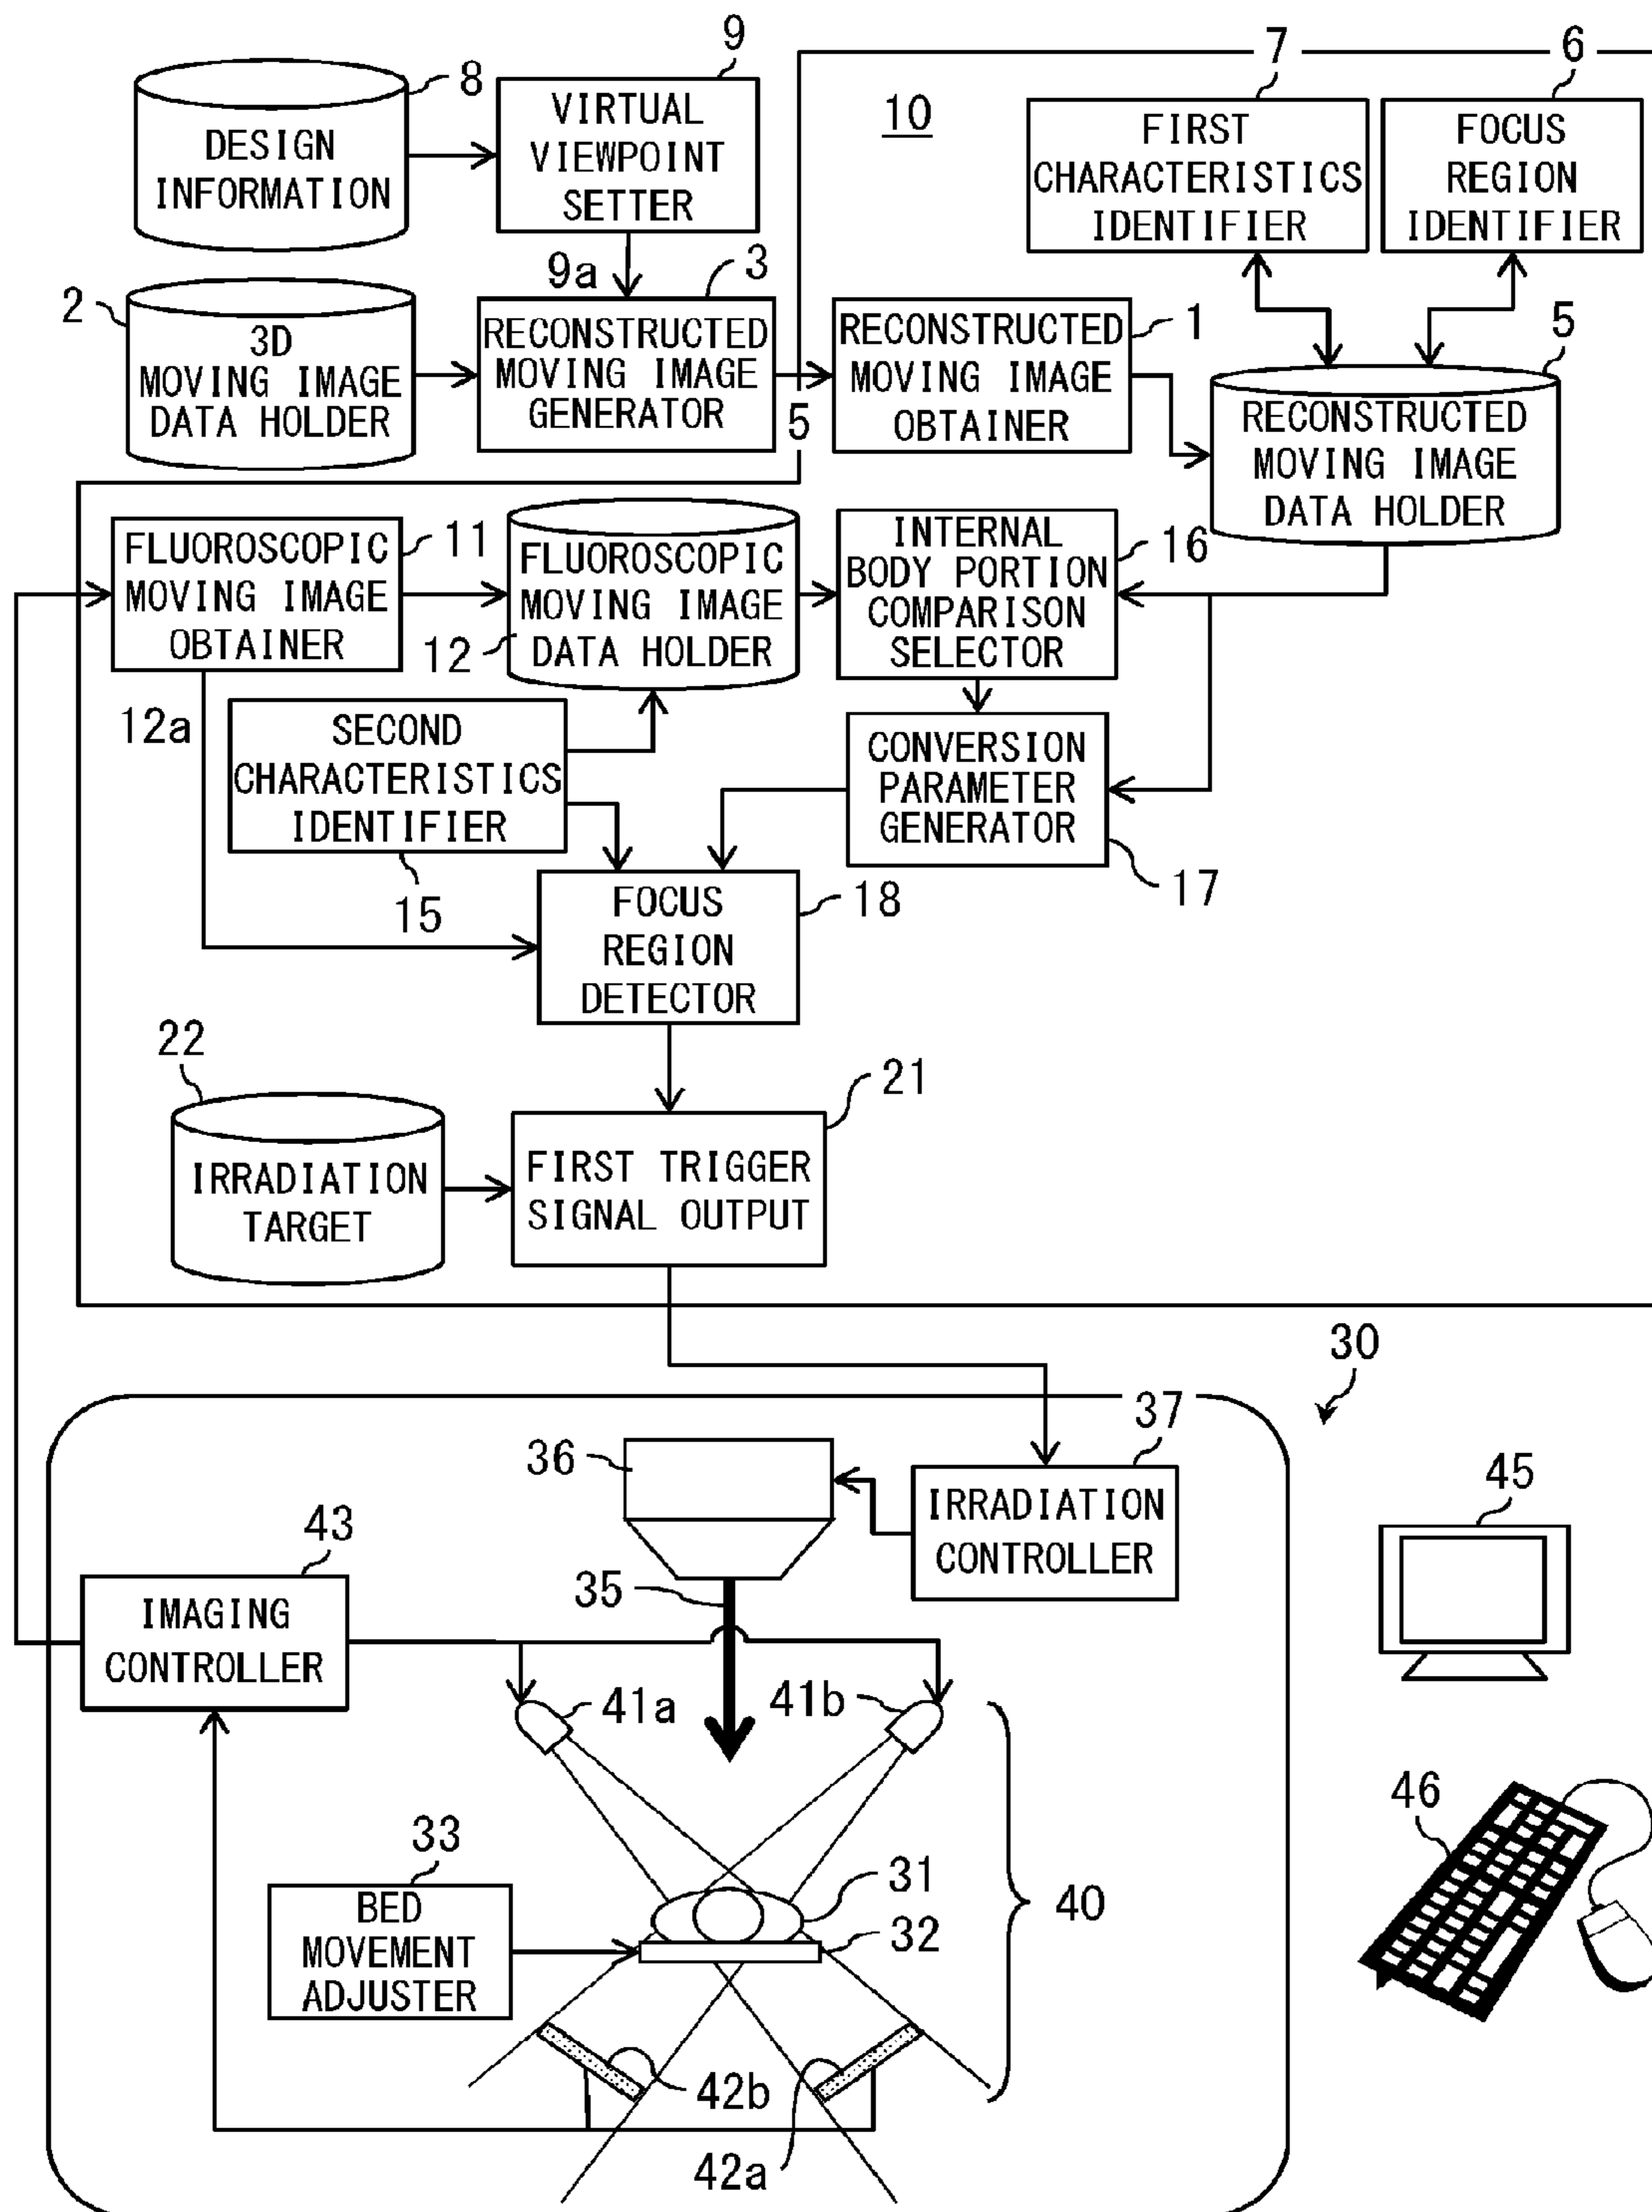 9
7
6
8
DESIGN
INFORMATION
VIRTUAL
VIEWPOINT
SETTER
10
FIRST
CHARACTERISTICS
IDENTIFIER
FOCUS
REGION
IDENTIFIER
9a
3
2
3D
MOVING IMAGE
DATA HOLDER
RECONSTRUCTED
MOVING IMAGE
GENERATOR
5
RECONSTRUCTED
MOVING IMAGE
OBTAINER
1
5
RECONSTRUCTED
MOVING IMAGE
DATA HOLDER
FLUOROSCOPIC
MOVING IMAGE
OBTAINER
11
12
FLUOROSCOPIC
MOVING IMAGE
DATA HOLDER
INTERNAL
BODY PORTION
COMPARISON
SELECTOR
16
12a
SECOND
CHARACTERISTICS
IDENTIFIER
15
CONVERSION
PARAMETER
GENERATOR
17
FOCUS
REGION
DETECTOR
18
22
IRRADIATION
TARGET
21
FIRST TRIGGER
SIGNAL OUTPUT
30
37
36
IRRADIATION
CONTROLLER
45
43
IMAGING
CONTROLLER
35
41a
41b
46
33
BED
MOVEMENT
ADJUSTER
31
32
40
42b
42a